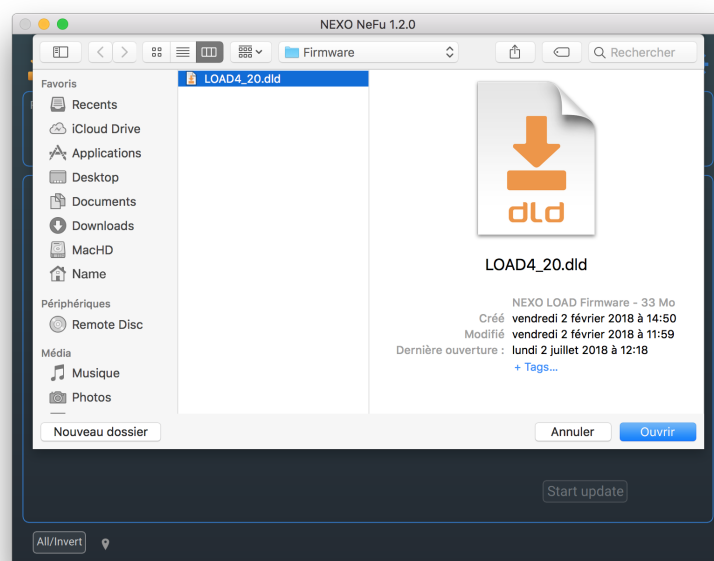 NEXO NeFu 1.2.0
Firmware
Rechercher
Favoris
Recents
iCloud Drive
Applications
Desktop
Documents
Downloads
MacHD
Name
Périphériques
Remote Disc
Média
Musique
Photos
LOAD4_20.dld
dld
LOAD4_20.dld
NEXO LOAD Firmware - 33 Mo
Créé vendredi 2 février 2018 à 14:50
Modifié vendredi 2 février 2018 à 11:59
Dernière ouverture : lundi 2 juillet 2018 à 12:18
+ Tags...
Nouveau dossier
Annuler
Ouvrir
Start update
All/Invert